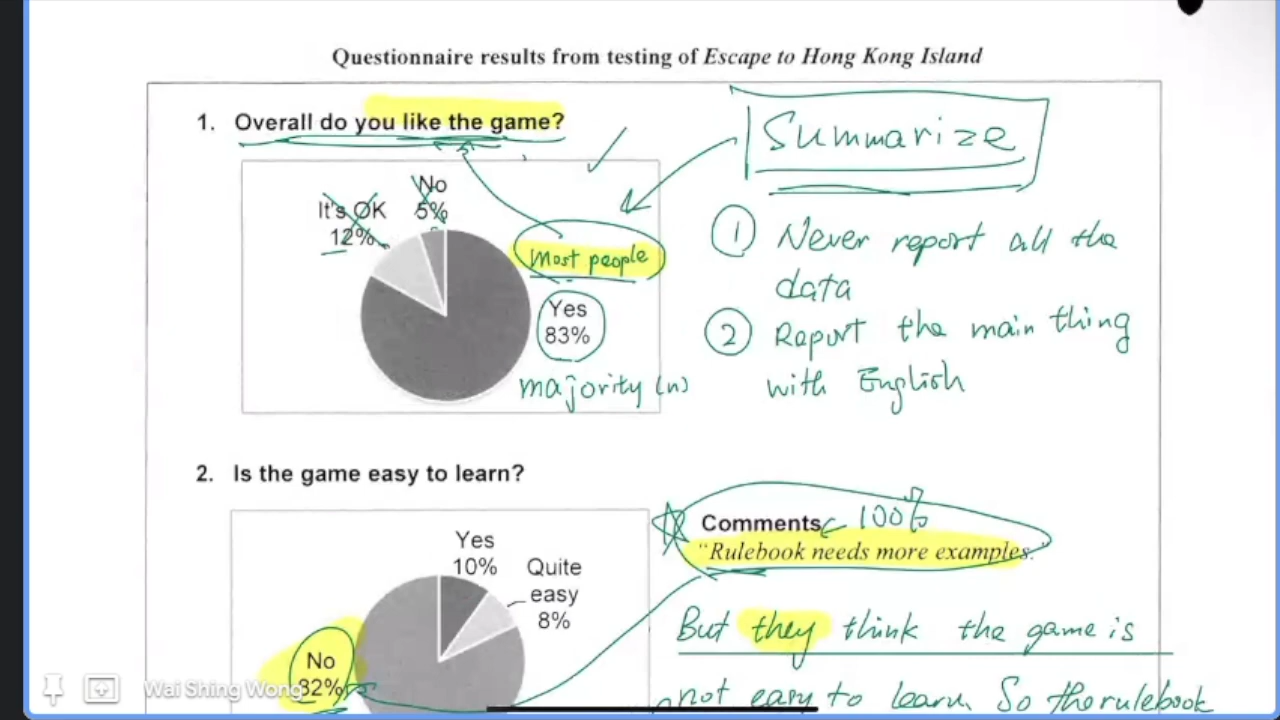 Questionnaire results from testing of Escape to Hong Kong Island
1. Overall do you like the game?
Summarize
No
5%
It's OK
12%
most people
Yes
83%
majority (n)
① Never report all the
data
② Report the main thing
with English
2. Is the game easy to learn?
Comments 100%
"Rulebook needs more examples."
Yes
10%
Quite
easy
8%
No
82%
But they think the game is
not easy to learn. So the rulebook
Wai Shing Wong